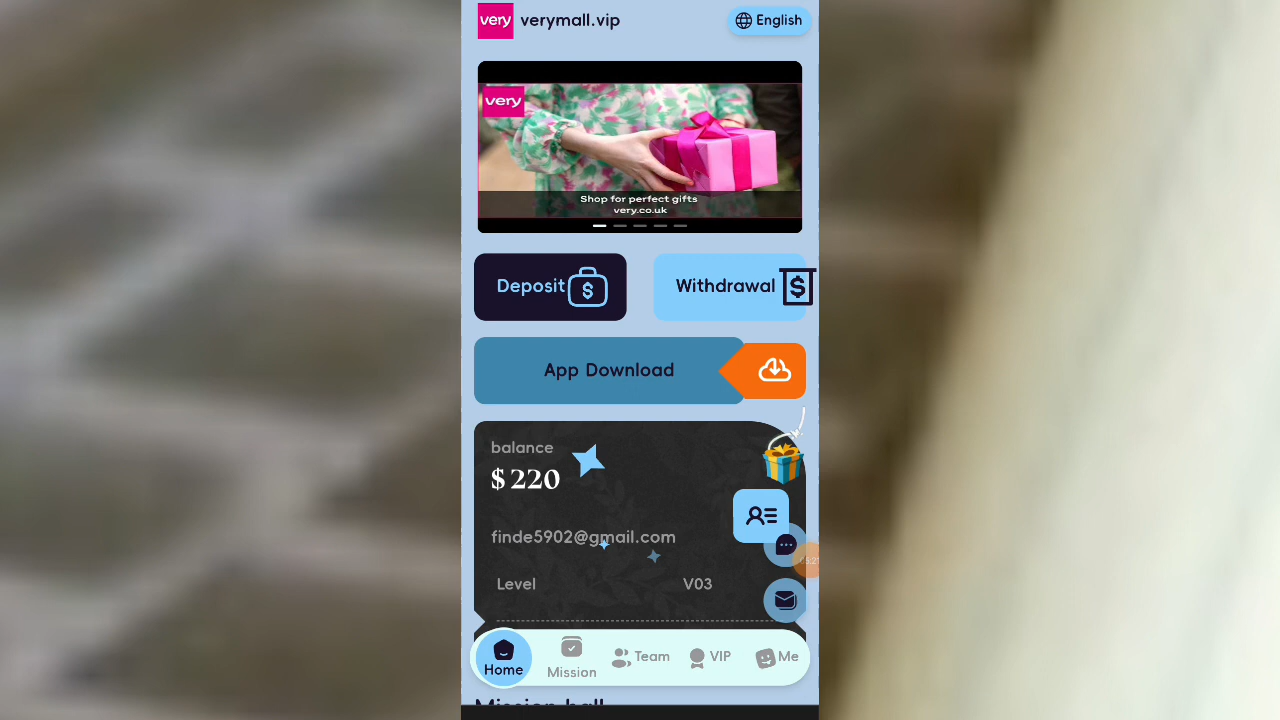 very verymall.vip English
very
Shop for perfect gifts
very.co.uk
Deposit Withdrawal
App Download
balance
$ 220
finde5902@gmail.com
Level V03
Home Mission Team VIP Me